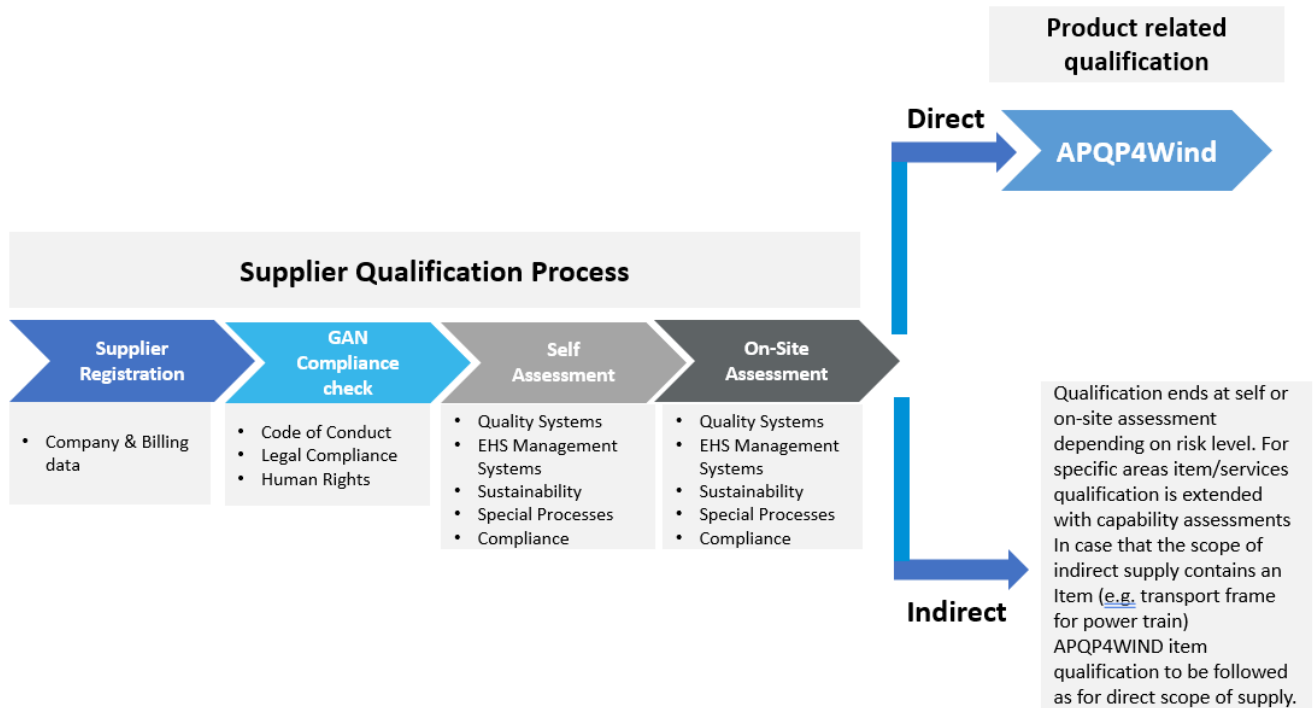 Product related
qualification
Direct
APQP4Wind
Supplier Qualification Process
Supplier
Registration
GAN
Compliance
check
Self
Assessment
On-Site
Assessment
• Company & Billing
data
• Code of Conduct
• Legal Compliance
• Human Rights
• Quality Systems
• EHS Management
Systems
• Sustainability
• Special Processes
• Compliance
• Quality Systems
• EHS Management
Systems
• Sustainability
• Special Processes
• Compliance
Indirect
Qualification ends at self or
on-site assessment
depending on risk level. For
specific areas item/services
qualification is extended
with capability assessments
In case that the scope of
indirect supply contains an
Item (e.g. transport frame
for power train)
APQP4WIND item
qualification to be followed
as for direct scope of supply.